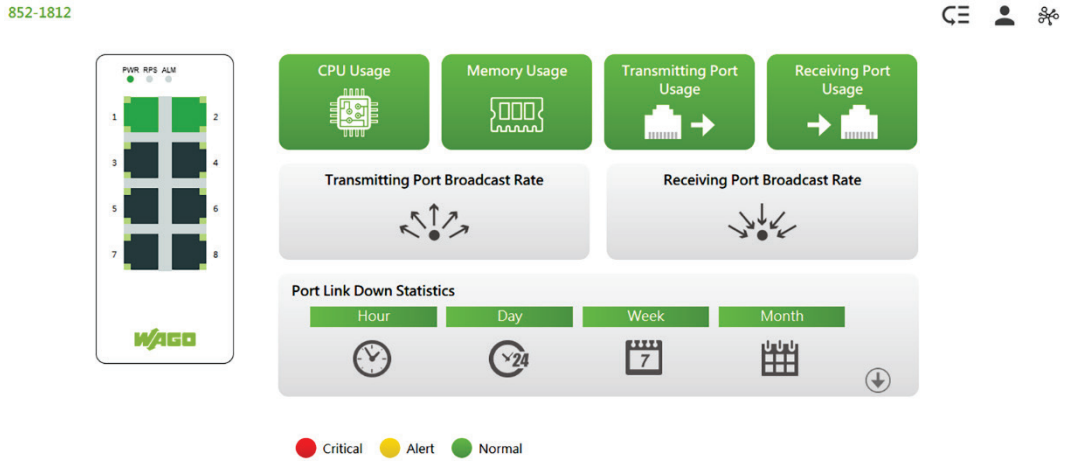 852-1812
PWR RPS ALM
1 2
3 4
5 6
7 8
WAGO
CPU Usage
Memory Usage
Transmitting Port
Usage
Receiving Port
Usage
Transmitting Port Broadcast Rate
Receiving Port Broadcast Rate
Port Link Down Statistics
Hour
Day
Week
Month
24
7
Critical
Alert
Normal